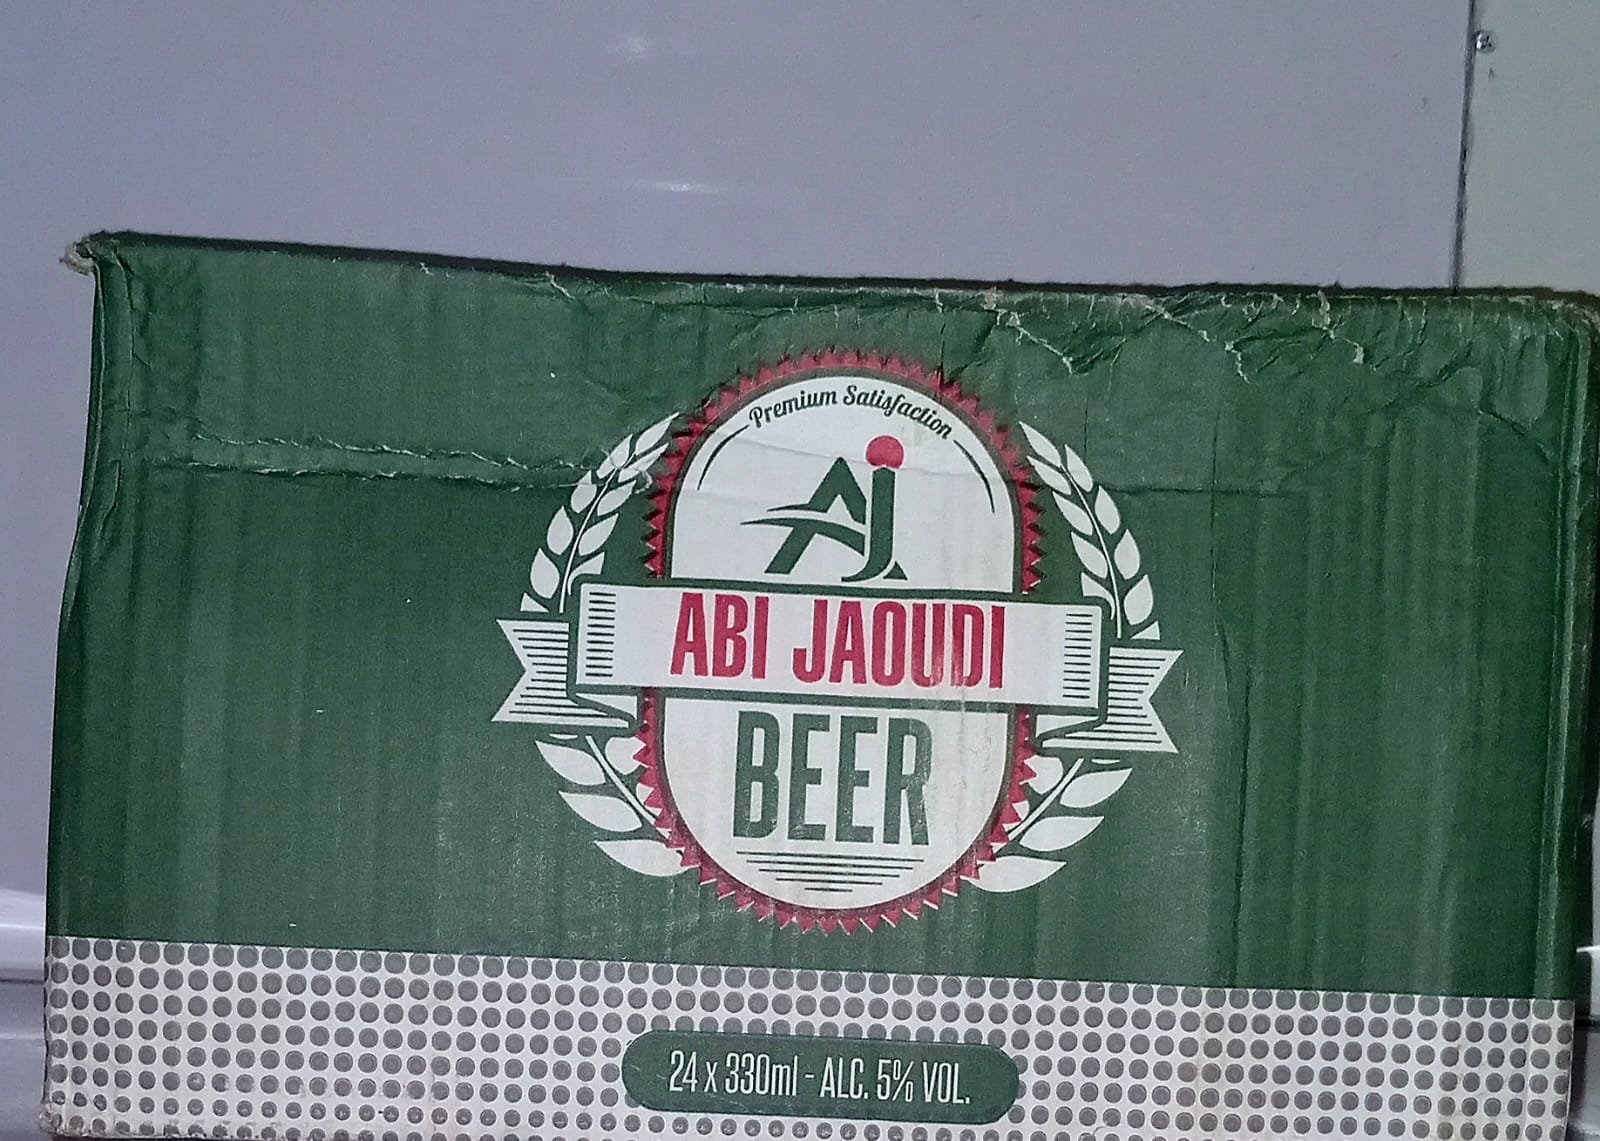 Premium Satisfaction
AJ
ABI JAOUDI
BEER
24 x 330ml - ALC. 5% VOL.